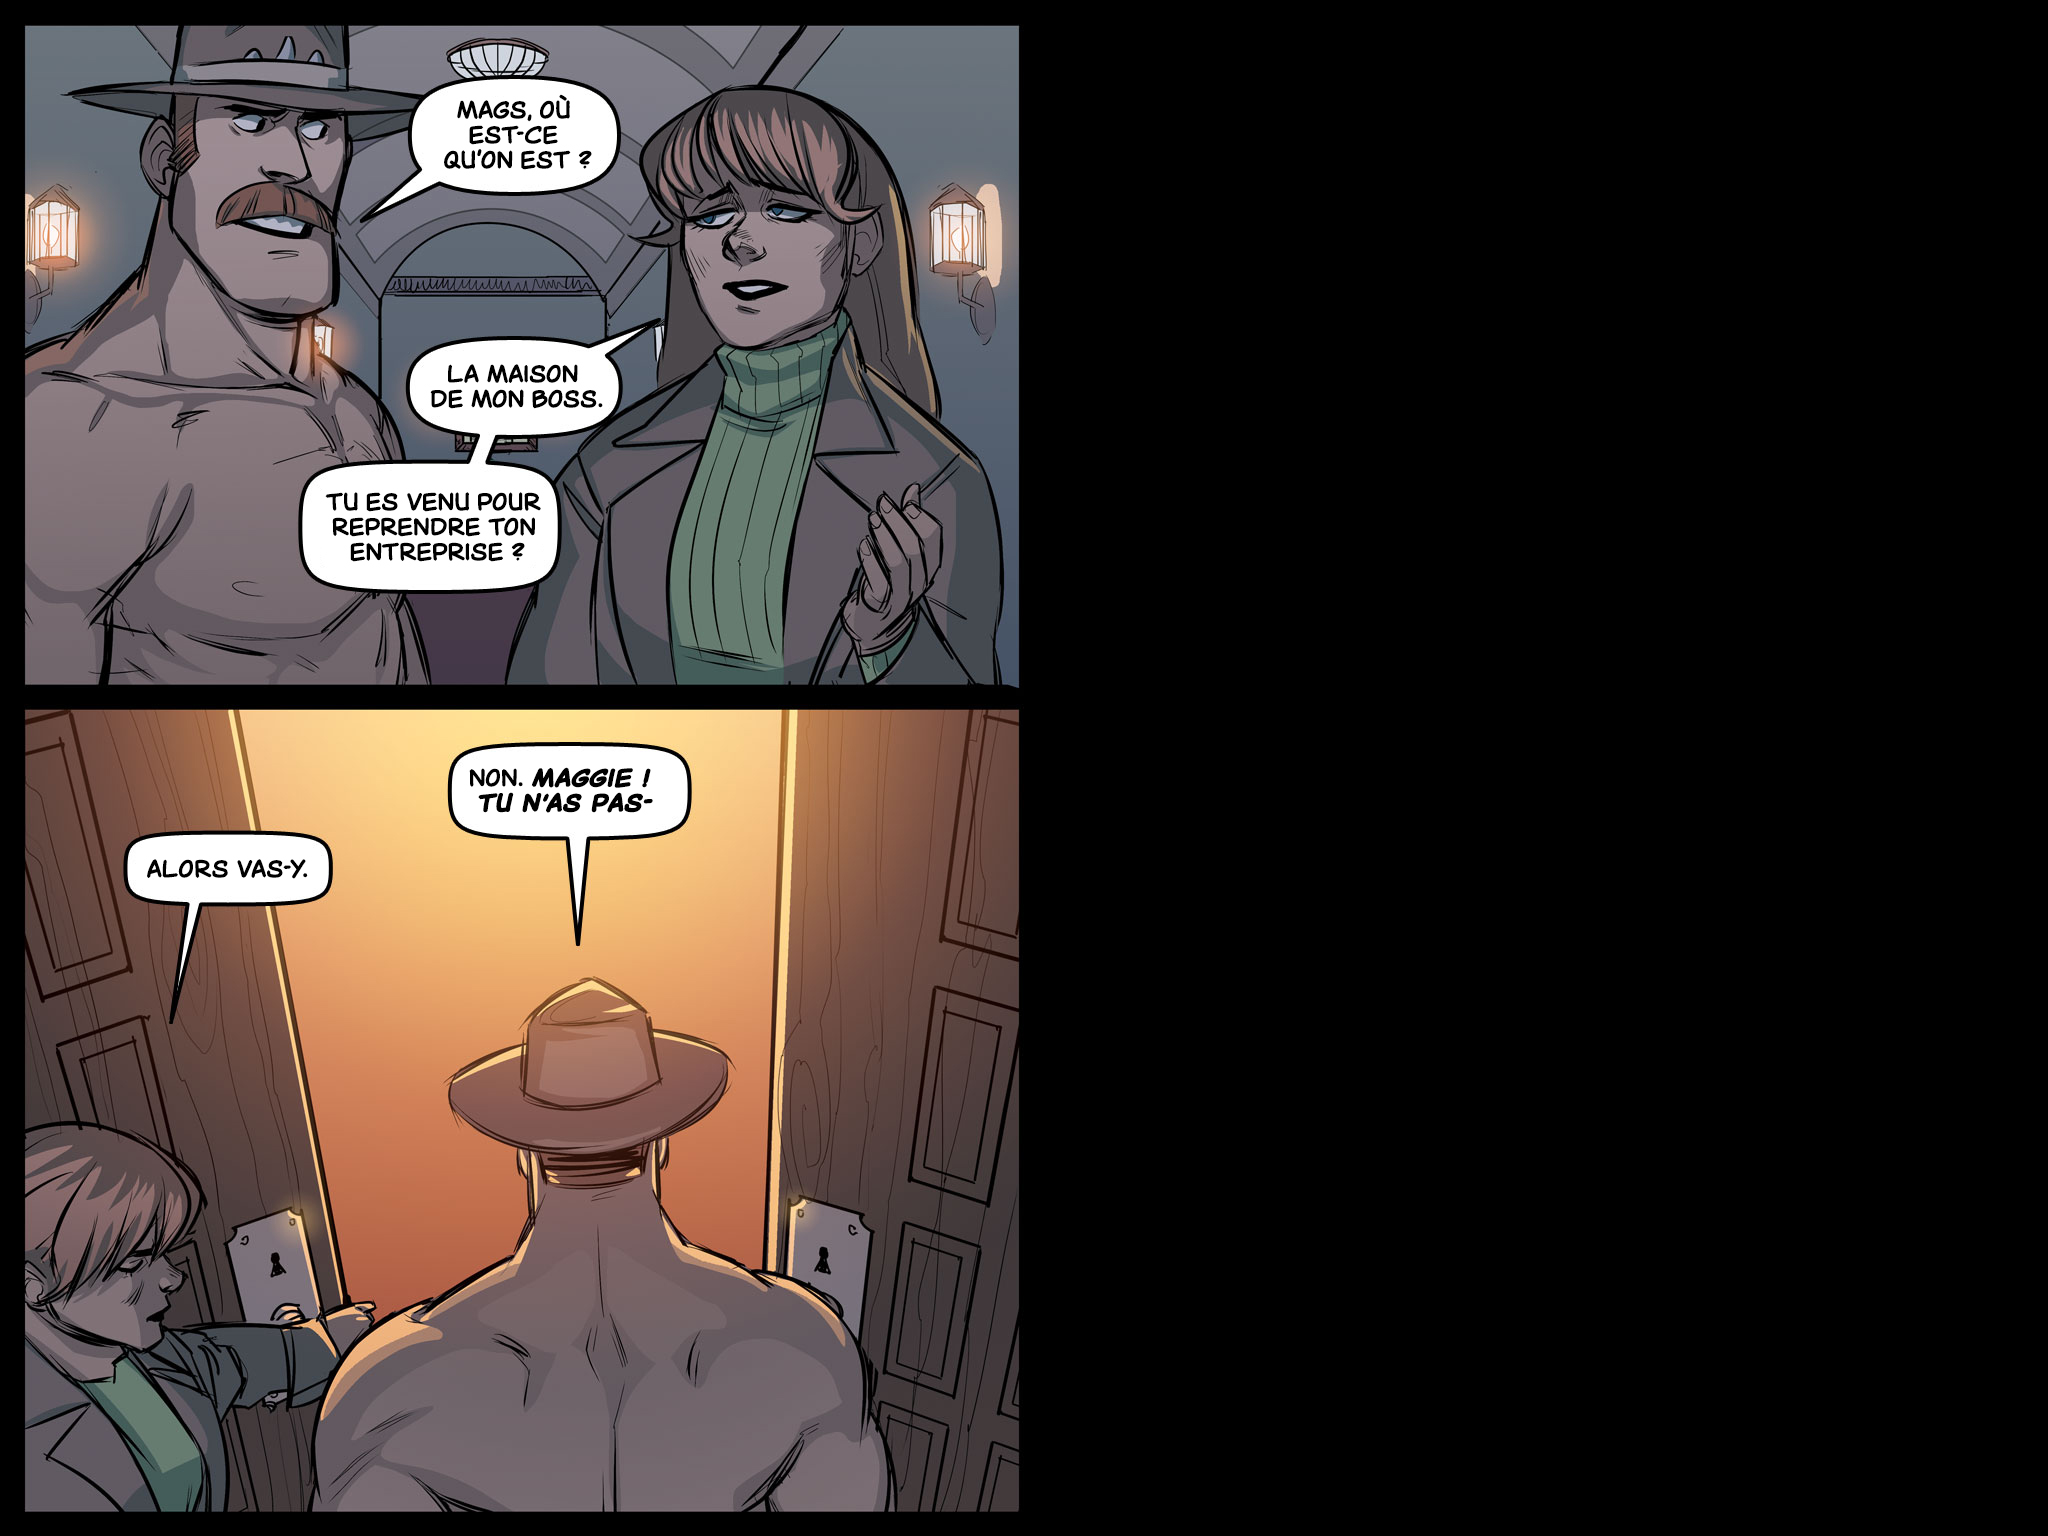 MAGS, OÙ
EST-CE
QU'ON EST ?
LA MAISON
DE MON BOSS.
TU ES VENU POUR
REPRENDRE TON
ENTREPRISE ?
NON. MAGGIE !
TU N'AS PAS-
ALORS VAS-Y.